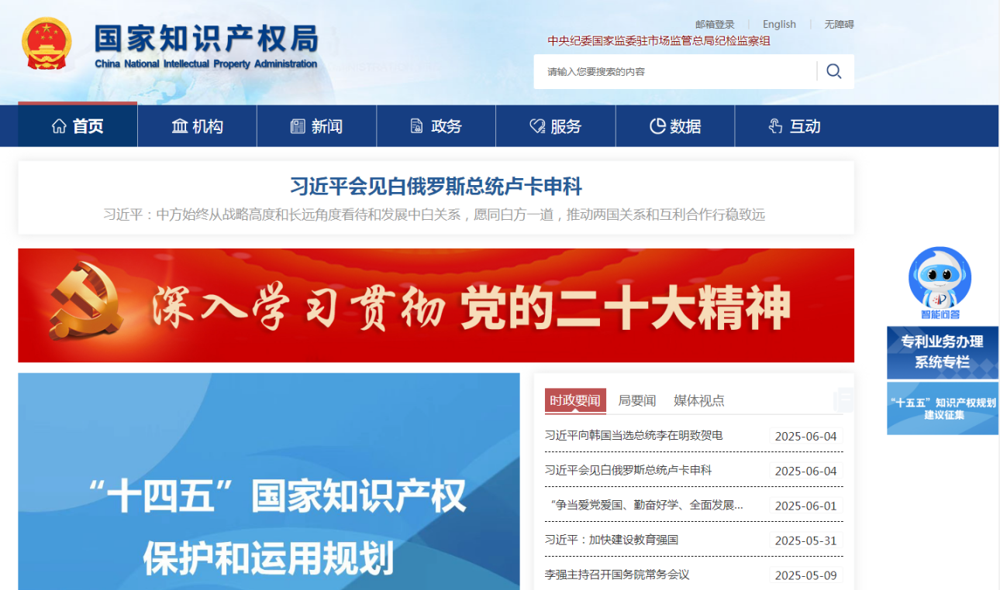 国家知识产权局
China National Intellectual Property Administration
邮箱登录
English
无障碍
中央纪委国家监委驻市场监管总局纪检监察组
请输入您要搜索的内容
首页
机构
新闻
政务
服务
数据
互动
习近平会见白俄罗斯总统卢卡申科
习近平：中方始终从战略高度和长远角度看待和发展中白关系，愿同白方一道，推动两国关系和互利合作行稳致远
深入学习贯彻 党的二十大精神
智能问答
专利业务办理
系统专栏
“十五五”知识产权规划
建议征集
“十四五”国家知识产权
保护和运用规划
时政要闻 局要闻 媒体视点
习近平向韩国当选总统李在明致贺电 2025-06-04
习近平会见白俄罗斯总统卢卡申科 2025-06-04
“争当爱党爱国、勤奋好学、全面发展... 2025-06-01
习近平：加快建设教育强国 2025-05-31
李强主持召开国务院常务会议 2025-05-09